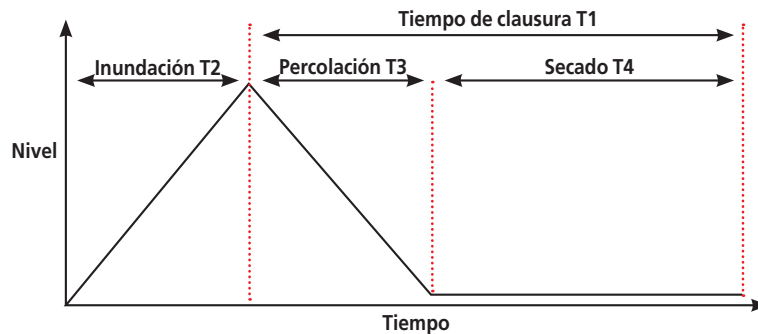 Tiempo de clausura T1
Inundación T2
Percolación T3
Secado T4
Nivel
Tiempo